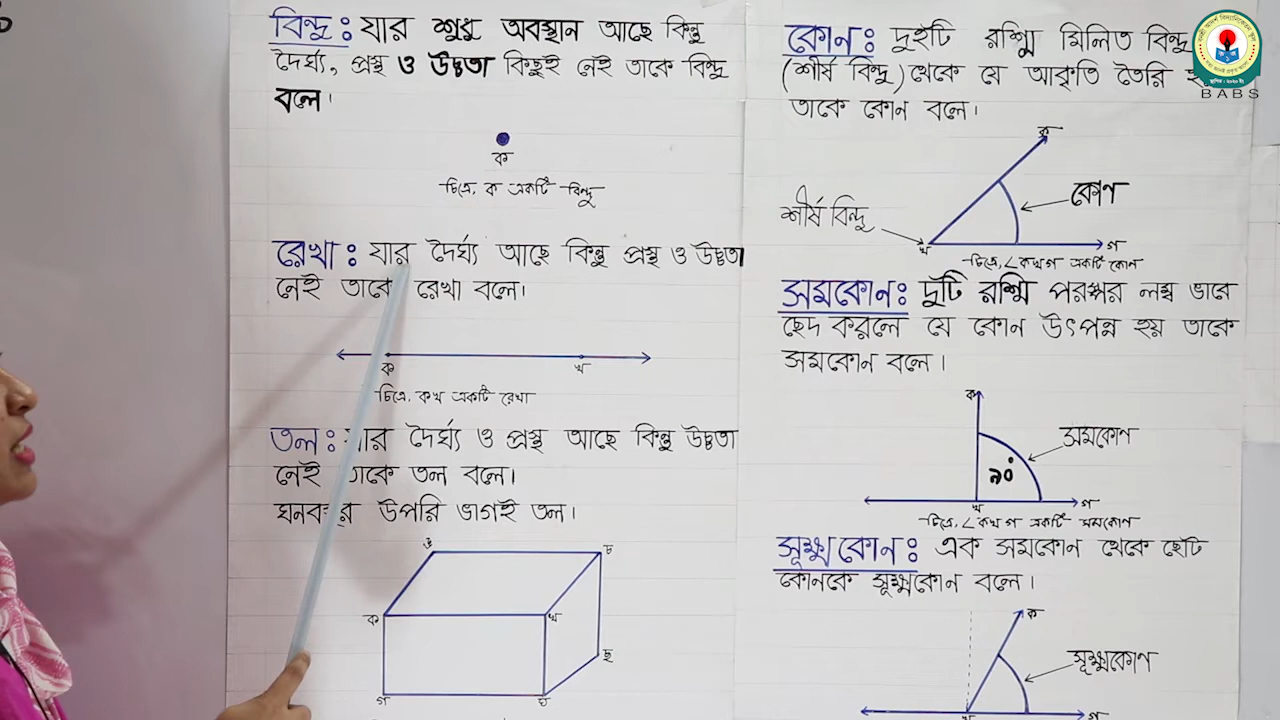 বিন্দু : যার শুধু অবস্থান আছে কিন্তু
দৈর্ঘ্য, প্রস্থ ও উচ্চতা কিছুই নেই তাকে বিন্দু
বলে।
ক
চিত্রে, ক একটি বিন্দু
রেখা : যার দৈর্ঘ্য আছে কিন্তু প্রস্থ ও উচ্চতা
নেই তাকে রেখা বলে।
ক খ
চিত্রে, কখ একটি রেখা
তল : যার দৈর্ঘ্য ও প্রস্থ আছে কিন্তু উচ্চতা
নেই তাকে তল বলে।
ঘনবস্তুর উপরি ভাগই তল।
ঙ চ
ক খ
ছ
গ ঘ
কোন : দুইটি রশ্মি মিলিত বিন্দু
(শীর্ষ বিন্দু) থেকে যে আকৃতি তৈরি
তাকে কোন বলে।
ক
কোণ
শীর্ষ বিন্দু
খ গ
চিত্রে, ∠কখগ একটি কোন
সমকোন : দুটি রশ্মি পরস্পর লম্ব ভাবে
ছেদ করলে যে কোন উৎপন্ন হয় তাকে
সমকোন বলে।
ক
সমকোণ
৯০°
গ
চিত্রে, ∠কখগ একটি সমকোণ
সূক্ষ্মকোন : এক সমকোন থেকে ছোট
কোনকে সূক্ষ্মকোন বলে।
ক
সূক্ষ্মকোণ
খ গ
BABS